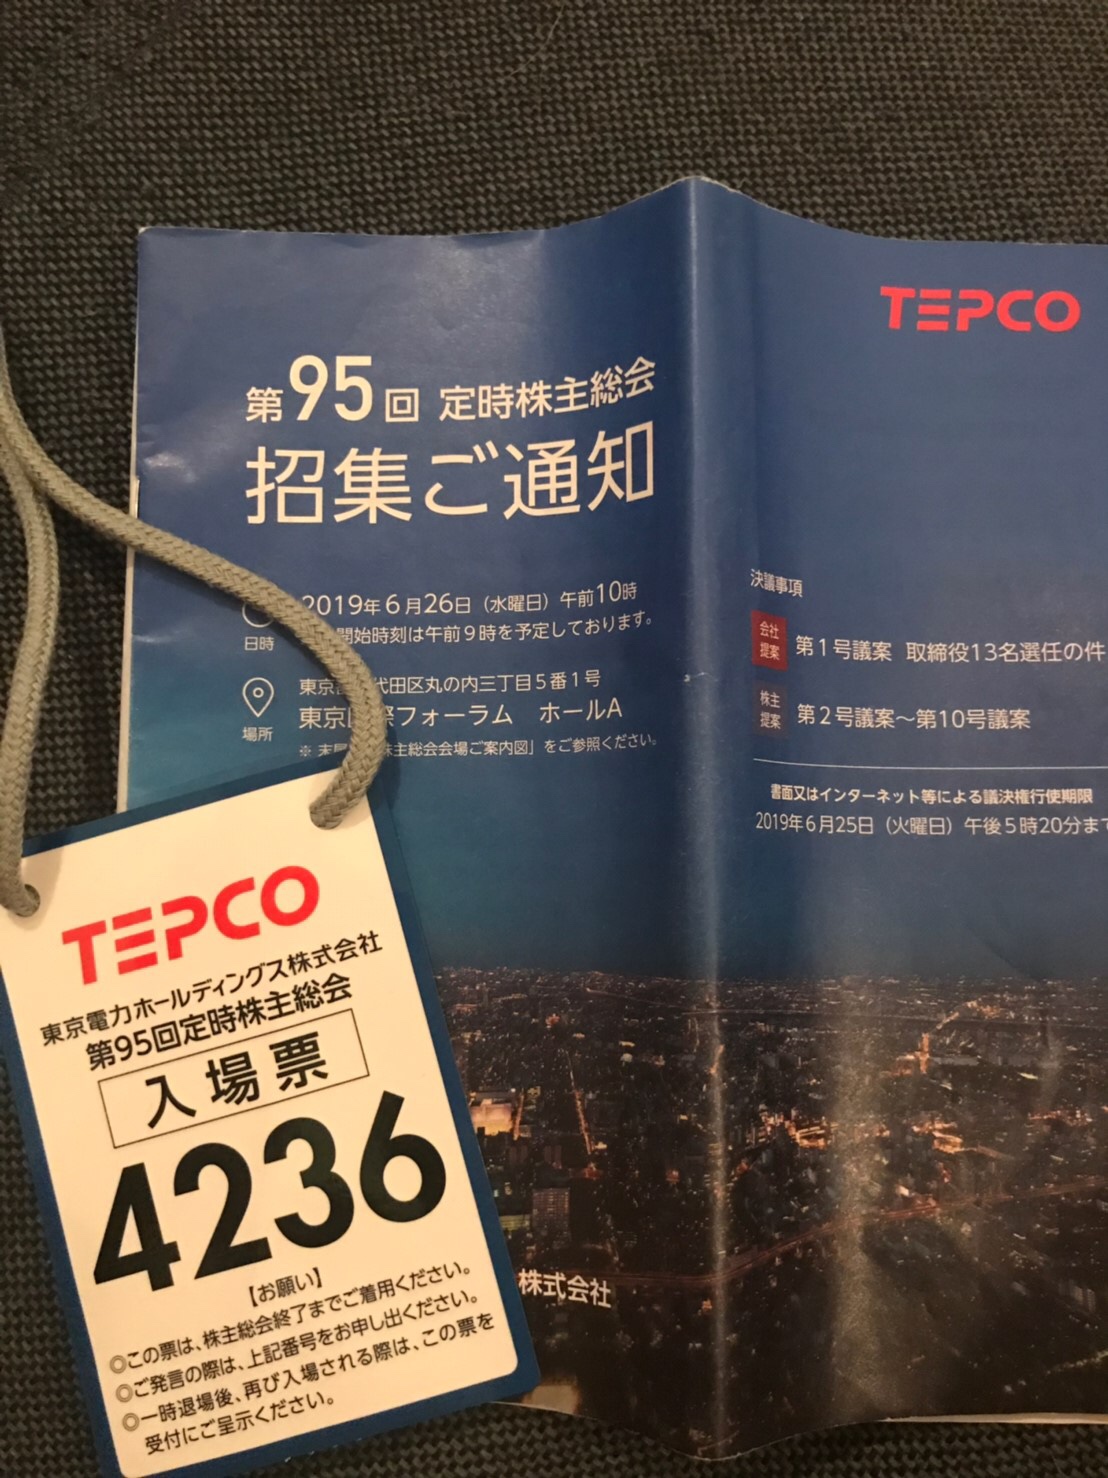 TEPCO
第95回 定時株主総会
招集ご通知
2019年6月26日（水曜日）午前10時
開始時刻は午前9時を予定しております。
日時
代田区丸の内三丁目5番1号
東京 際フォーラム ホールA
場所
※ 末 株主総会会場ご案内図」をご参照ください。
決議事項
会社
提案
第1号議案 取締役13名選任の件
株主
提案
第2号議案～第10号議案
書面又はインターネット等による議決権行使期限
2019年6月25日（火曜日）午後5時20分まで
株式会社
TEPCO
東京電力ホールディングス株式会社
第95回定時株主総会
入場票
4236
【お願い】
◎この票は、株主総会終了までご着用ください。
◎ご発言の際は、上記番号をお申し出ください。
◎一時退場後、再び入場される際は、この票を
受付にご呈示ください。